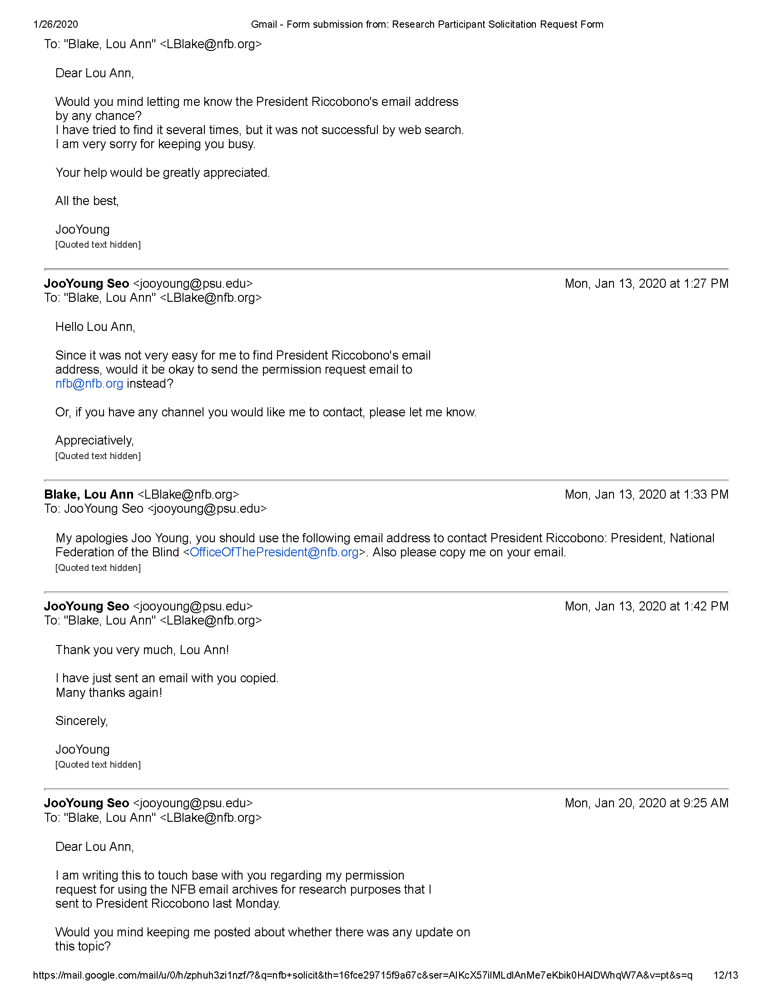 1/26/2020 Gmail - Form submission from: Research Participant Solicitation Request Form
To: "Blake, Lou Ann" <LBlake@nfb.org>
Dear Lou Ann,
Would you mind letting me know the President Riccobono's email address
by any chance?
I have tried to find it several times, but it was not successful by web search.
I am very sorry for keeping you busy.
Your help would be greatly appreciated.
All the best,
JooYoung
[Quoted text hidden]
JooYoung Seo <jooyoung@psu.edu> Mon, Jan 13, 2020 at 1:27 PM
To: "Blake, Lou Ann" <LBlake@nfb.org>
Hello Lou Ann,
Since it was not very easy for me to find President Riccobono's email
address, would it be okay to send the permission request email to
nfb@nfb.org instead?
Or, if you have any channel you would like me to contact, please let me know.
Appreciatively,
[Quoted text hidden]
Blake, Lou Ann <LBlake@nfb.org> Mon, Jan 13, 2020 at 1:33 PM
To: JooYoung Seo <jooyoung@psu.edu>
My apologies Joo Young, you should use the following email address to contact President Riccobono: President, National
Federation of the Blind <OfficeOfThePresident@nfb.org>. Also please copy me on your email.
[Quoted text hidden]
JooYoung Seo <jooyoung@psu.edu> Mon, Jan 13, 2020 at 1:42 PM
To: "Blake, Lou Ann" <LBlake@nfb.org>
Thank you very much, Lou Ann!
I have just sent an email with you copied.
Many thanks again!
Sincerely,
JooYoung
[Quoted text hidden]
JooYoung Seo <jooyoung@psu.edu> Mon, Jan 20, 2020 at 9:25 AM
To: "Blake, Lou Ann" <LBlake@nfb.org>
Dear Lou Ann,
I am writing this to touch base with you regarding my permission
request for using the NFB email archives for research purposes that I
sent to President Riccobono last Monday.
Would you mind keeping me posted about whether there was any update on
this topic?
https://mail.google.com/mail/u/0/h/zphuh3zi1nzf/?&q=nfb+solicit&th=16fce29715f9a67c&ser=AIKcX57ilMLdlAnMe7eKbik0HAlDWhqW7A&v=pt&s=q 12/13